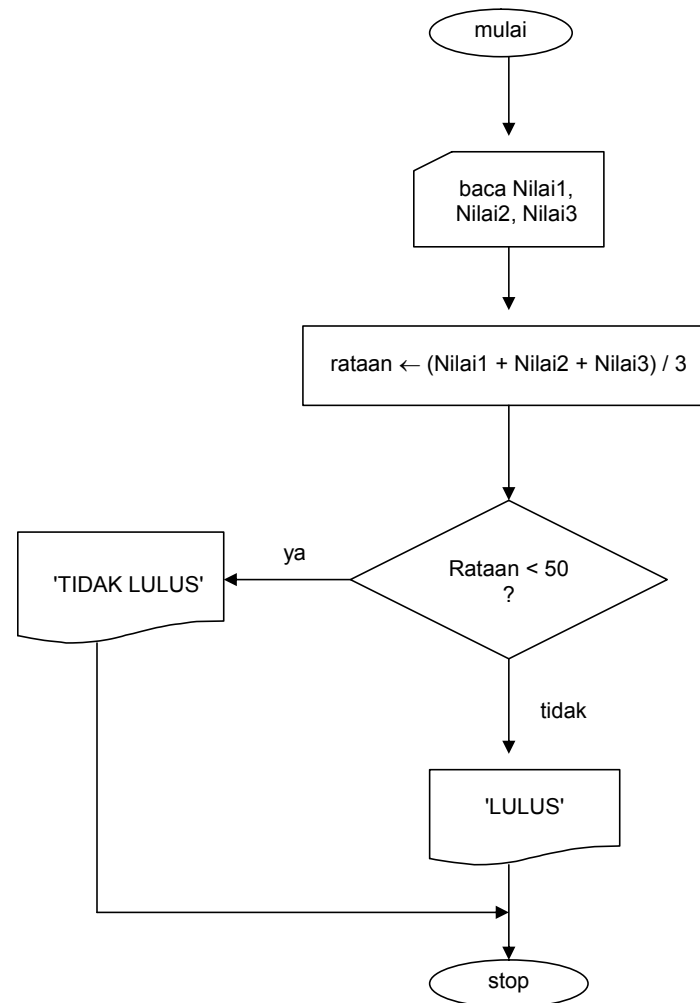 mulai
baca Nilai1,
Nilai2, Nilai3
rataan ← (Nilai1 + Nilai2 + Nilai3) / 3
Rataan < 50
?
ya
'TIDAK LULUS'
tidak
'LULUS'
stop